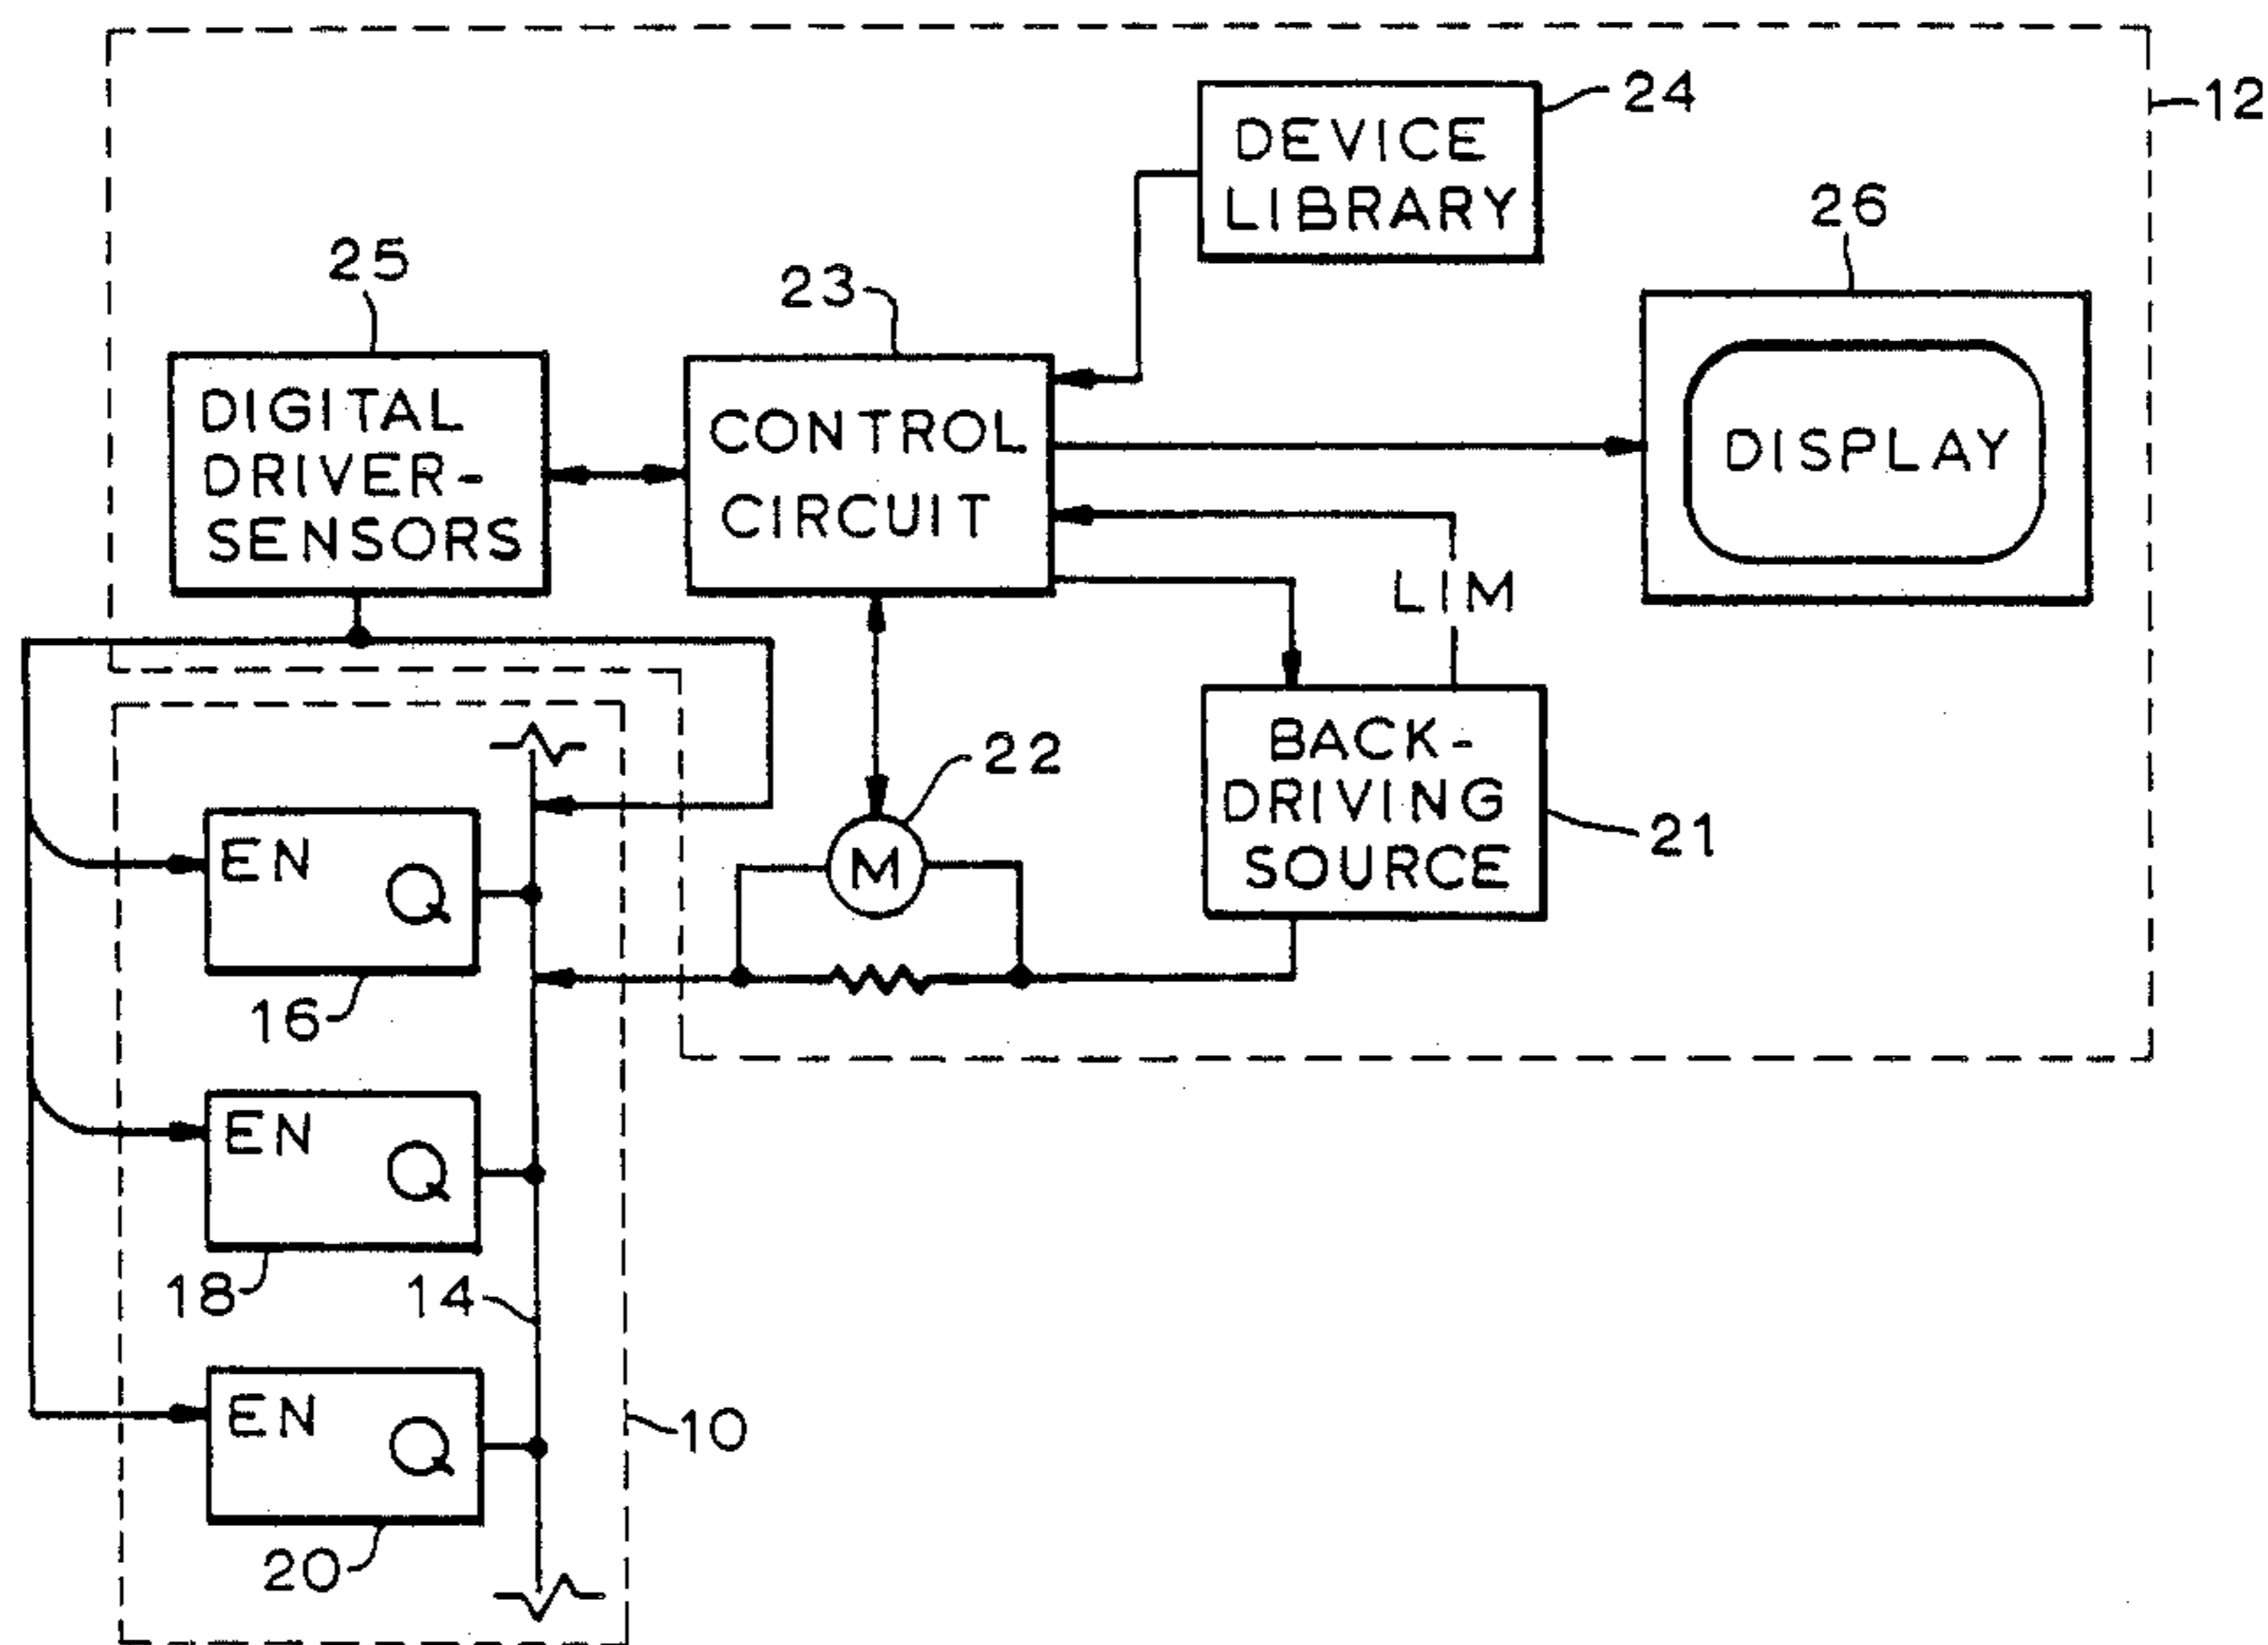 12
24
DEVICE
LIBRARY
26
DISPLAY
25
DIGITAL
DRIVER-
SENSORS
23
CONTROL
CIRCUIT
LIM
BACK-
DRIVING
SOURCE
21
22
M
EN
Q
16
EN
Q
18
14
EN
Q
20
10